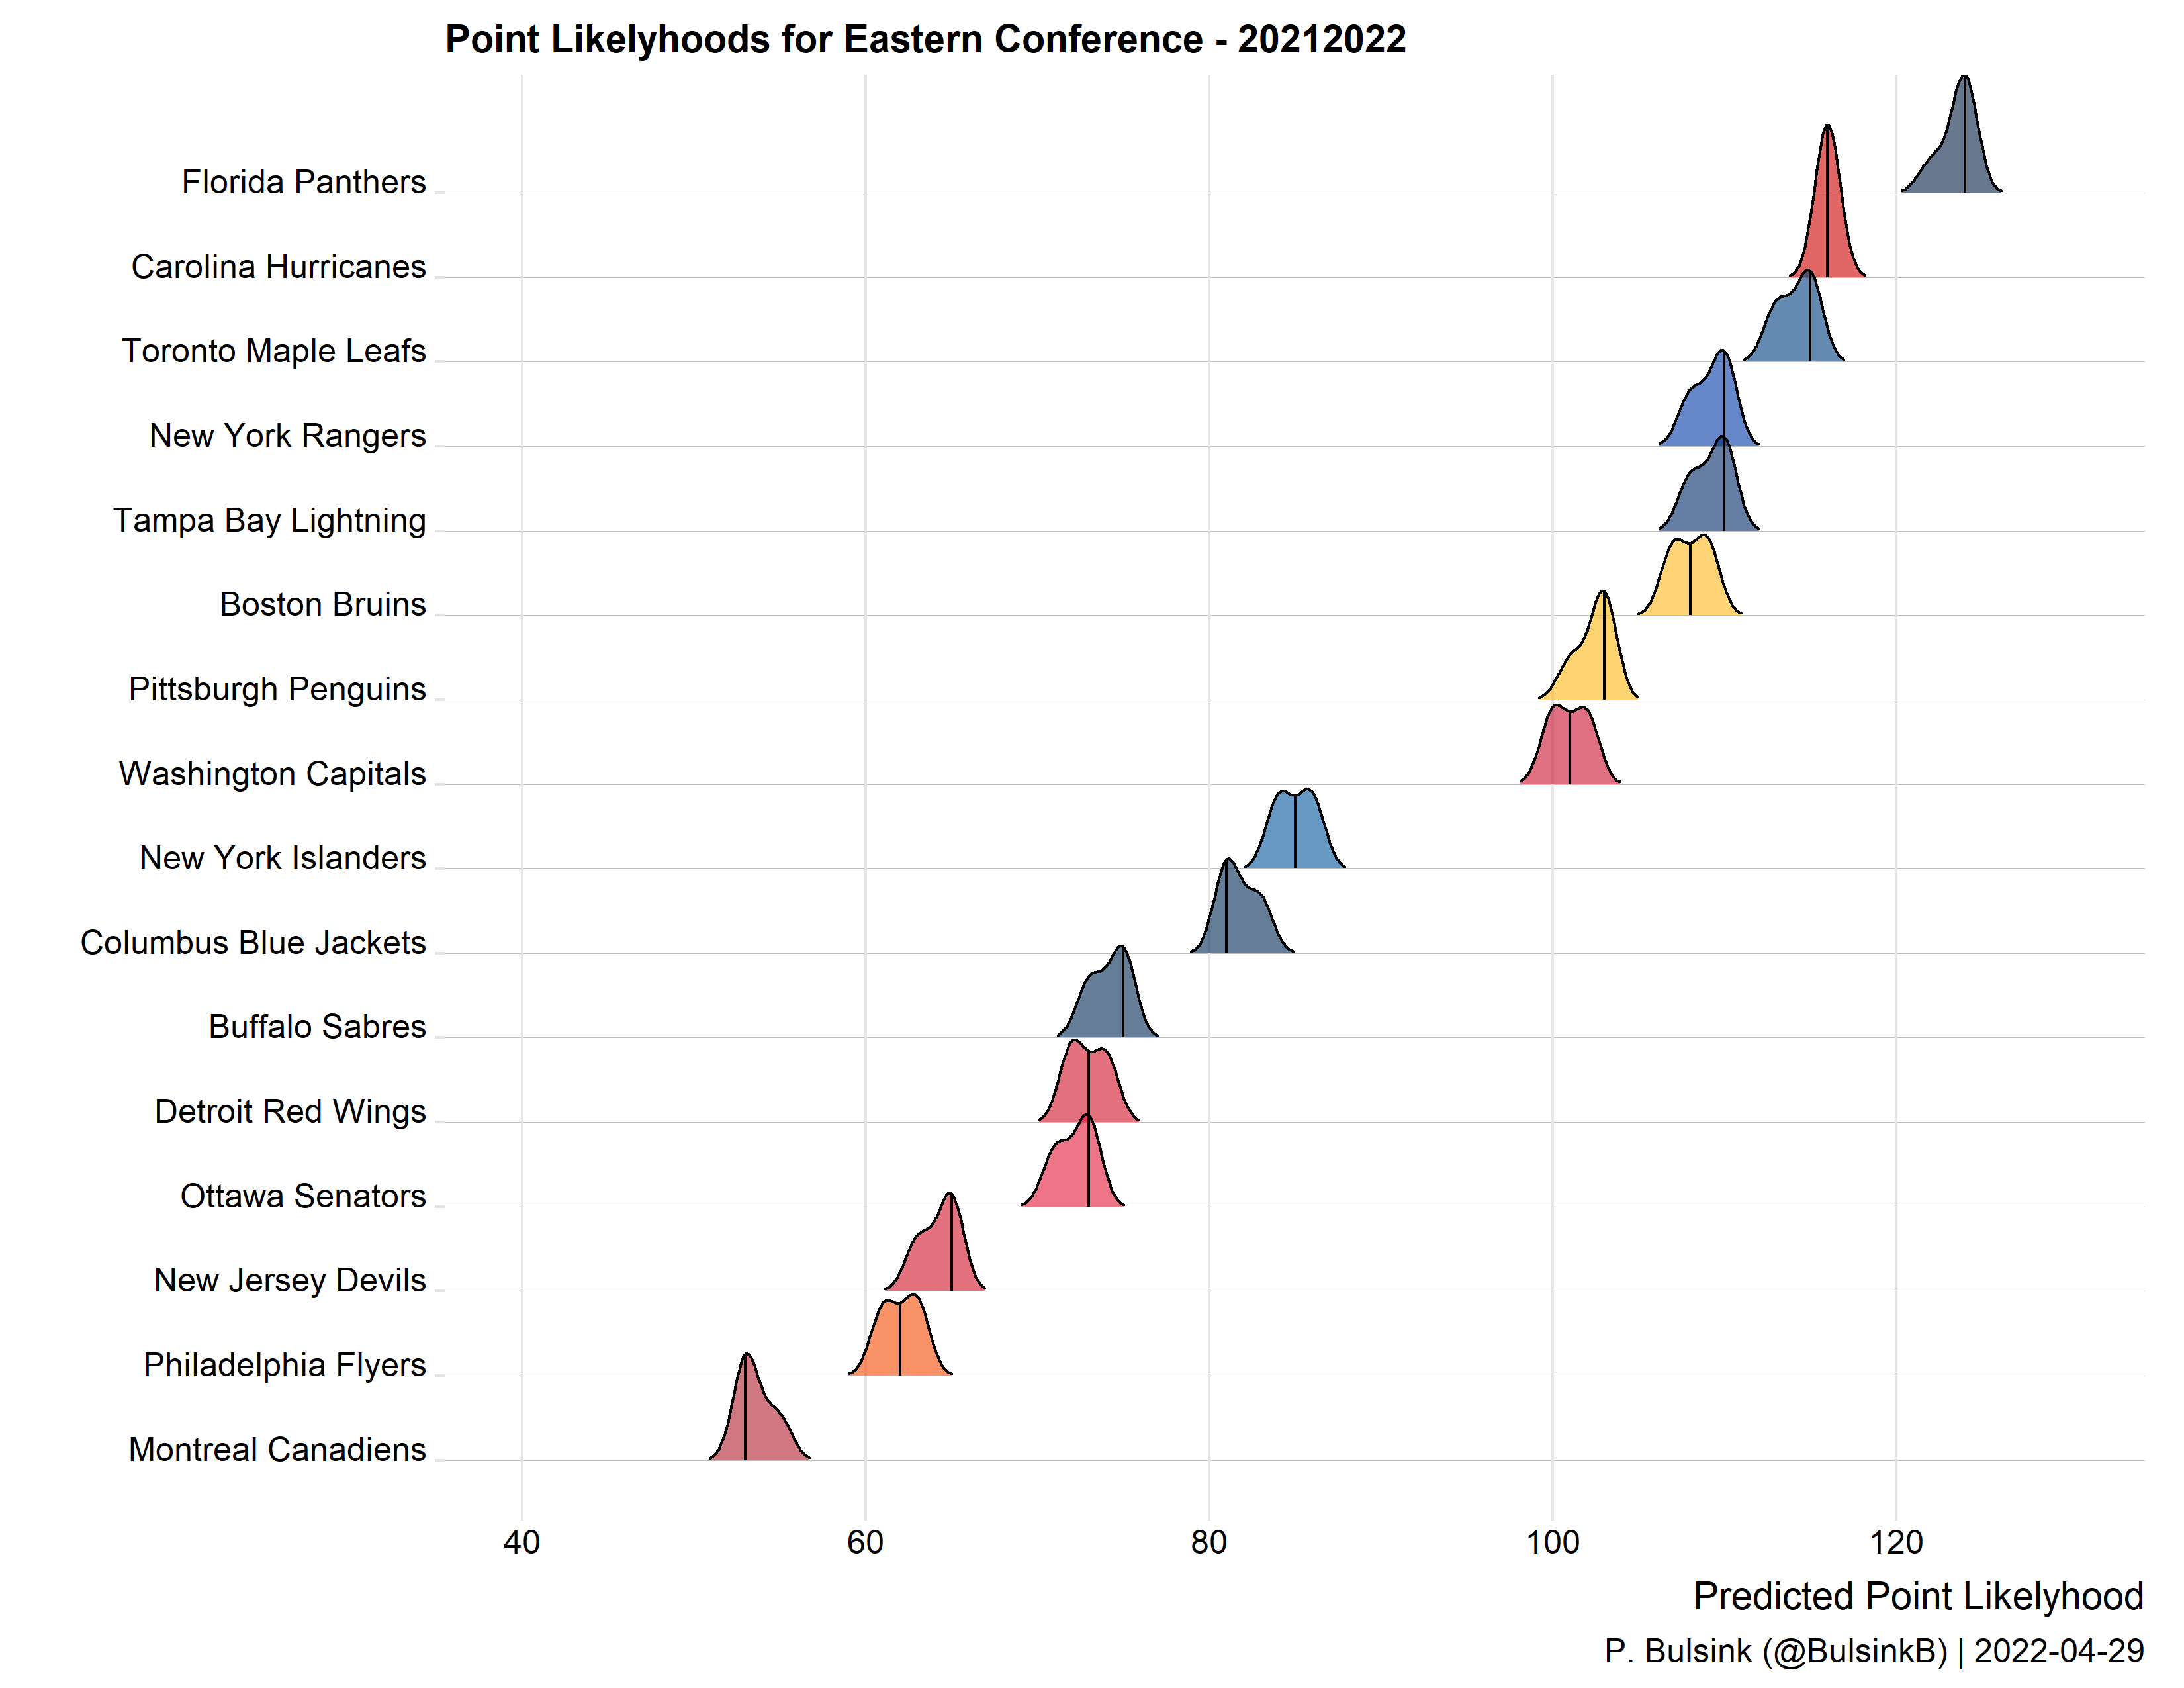 Point Likelyhoods for Eastern Conference - 20212022
Florida Panthers
Carolina Hurricanes
Toronto Maple Leafs
New York Rangers
Tampa Bay Lightning
Boston Bruins
Pittsburgh Penguins
Washington Capitals
New York Islanders
Columbus Blue Jackets
Buffalo Sabres
Detroit Red Wings
Ottawa Senators
New Jersey Devils
Philadelphia Flyers
Montreal Canadiens
40 60 80 100 120
Predicted Point Likelyhood
P. Bulsink (@BulsinkB) | 2022-04-29